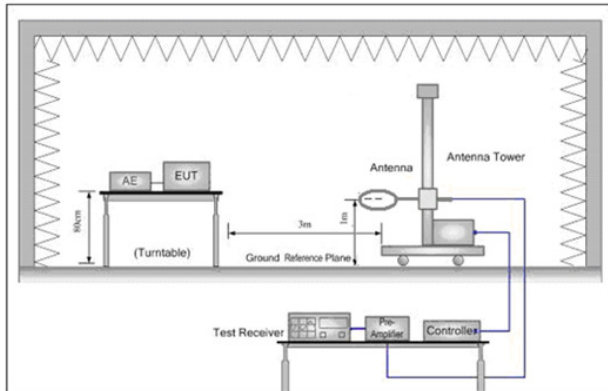 Antenna Tower
Antenna
AE
EUT
80cm
(Turntable)
3m
1m
Ground Reference Plane
Test Receiver
Pre-
Amplifier
Controller